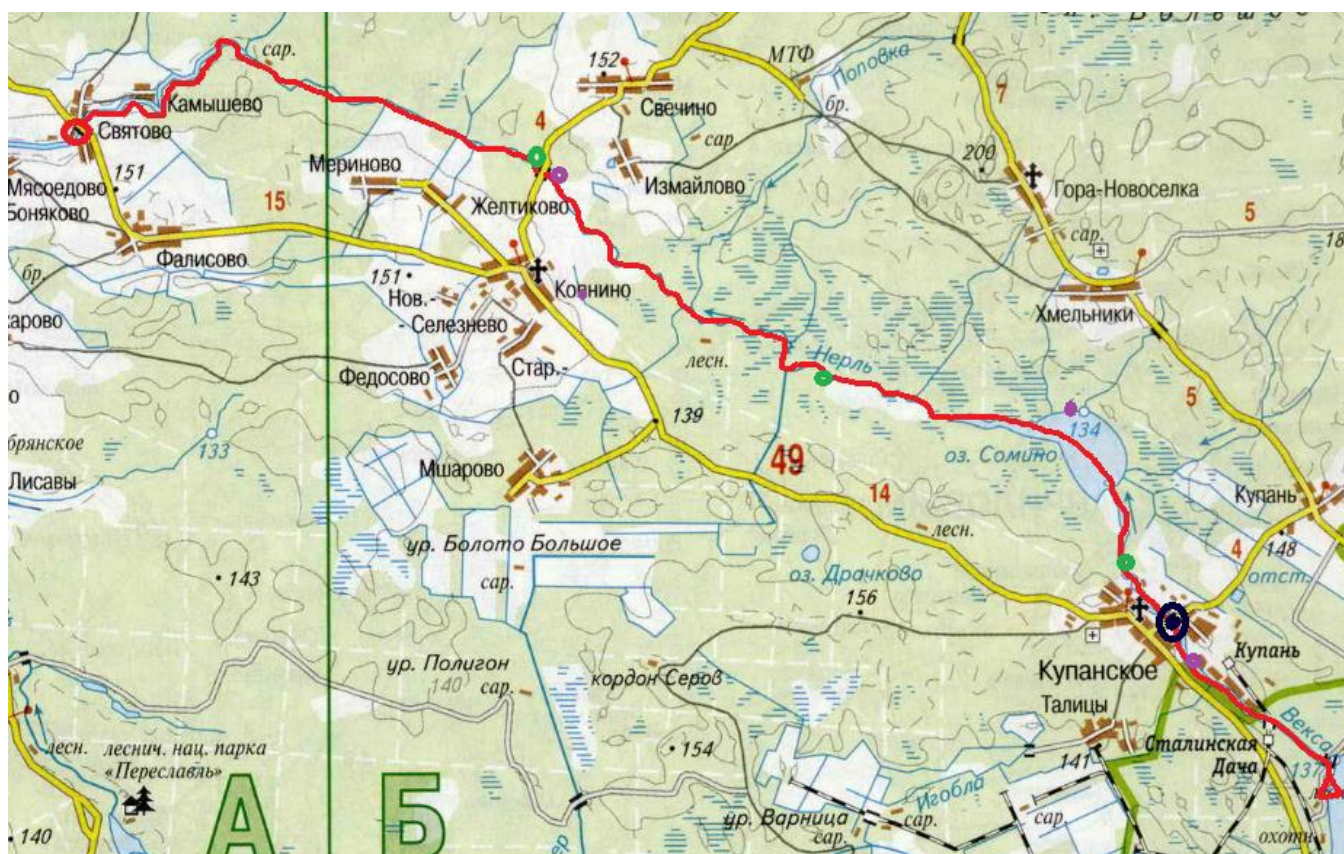 сар.
152
МТФ
Поповка
7
Камышево
Свечино
4
бр.
Святово
сар.
200
Мериново
Измайлово
Гора-Новоселка
151
Мясоедово
Боняково
15
Желтиково
сар.
5
Фалисово
бр.
151
Копнино
Нов.-
-Селезнево
Хмельники
Федосово
Стар.-
лесн.
Нерль
139
5
133
134
оз. Сомино
Лисавы
Мшарово
49
14
Купань
лесн.
4
148
ур. Болото Большое
отст.
сар.
оз. Драчково
143
156
Купань
ур. Полигон
140
сар.
кордон Серов
Купанское
Талицы
Векса
лесн.
леснич. нац. парка
«Переславль»
154
Сталинская
Дача
141
137
Игобла
А Б
ур. Варница
сар.
сар.
сар.
140
охотн.